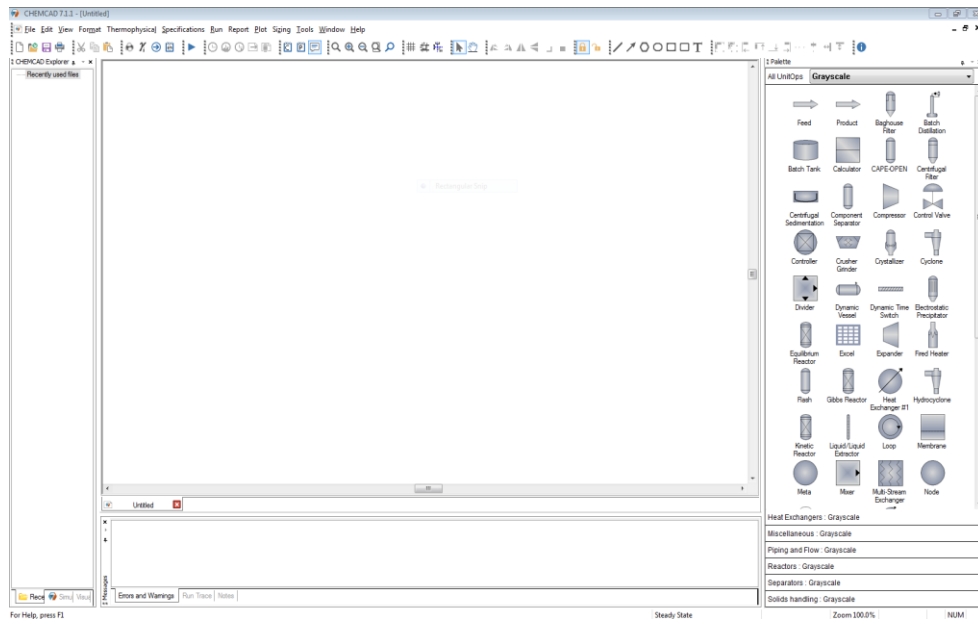 CHEMCAD 7.1.1 - [Untitled]
File Edit View Format Thermophysical Specifications Run Report Plot Sizing Tools Window Help
CHEMCAD Explorer
Recently used files
Rectangular Snip
Untitled
Messages
Errors and Warnings Run Trace Notes
Rece Simu Visu
Palette
All UnitOps Grayscale
Feed Product Baghouse Filter Batch Distillation
Batch Tank Calculator CAPE-OPEN Centrifugal Filter
Centrifugal Sedimentation Component Separator Compressor Control Valve
Controller Crusher Grinder Crystallizer Cyclone
Divider Dynamic Vessel Dynamic Time Switch Electrostatic Precipitator
Equilibrium Reactor Excel Expander Fired Heater
Flash Gibbs Reactor Heat Exchanger #1 Hydrocyclone
Kinetic Reactor Liquid/Liquid Extractor Loop Membrane
Meta Mixer Multi-Stream Exchanger Node
Heat Exchangers : Grayscale
Miscellaneous : Grayscale
Piping and Flow : Grayscale
Reactors : Grayscale
Separators : Grayscale
Solids handling : Grayscale
For Help, press F1 Steady State Zoom 100.0% NUM